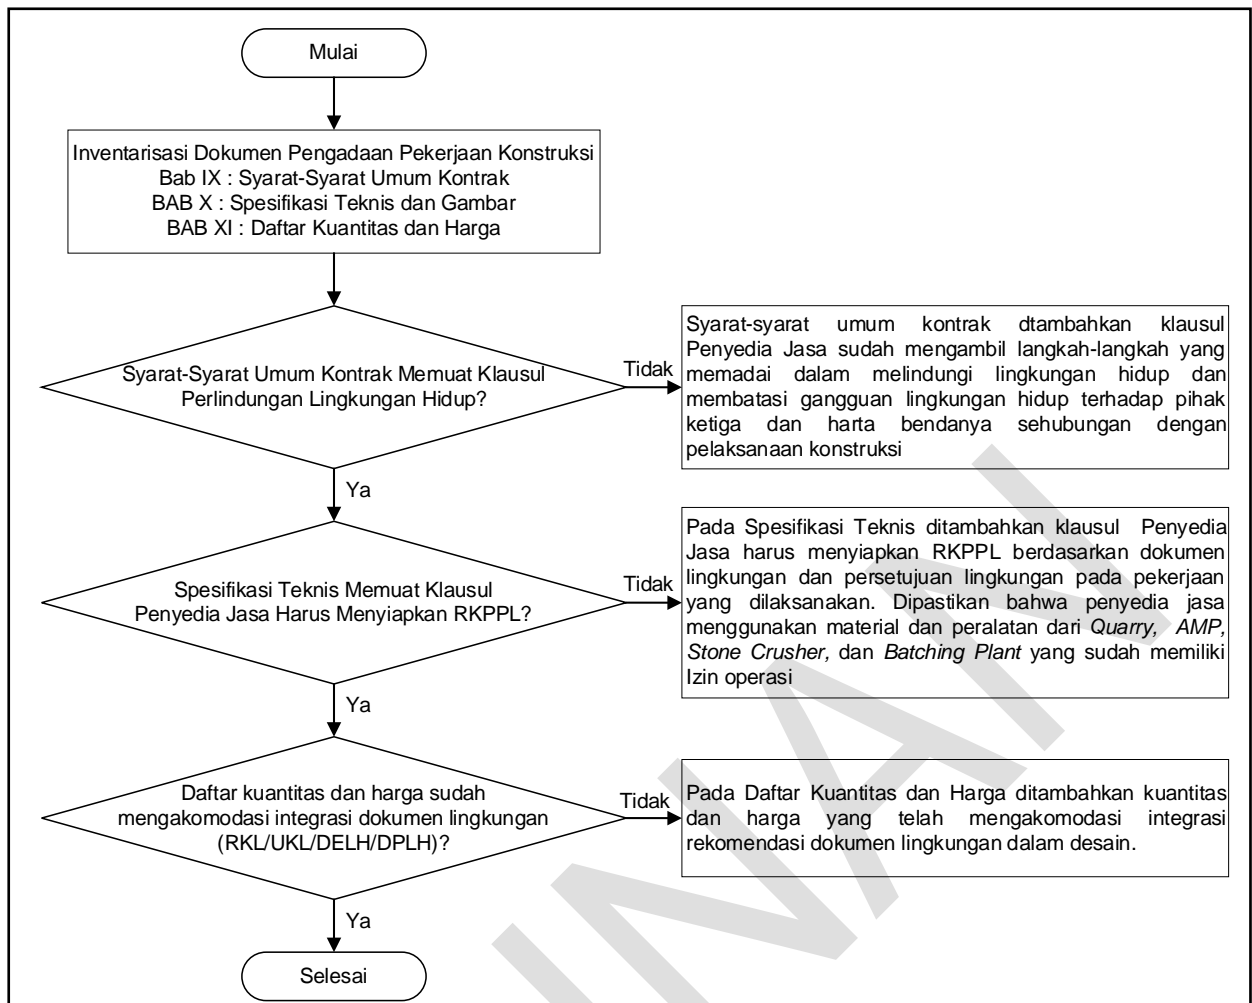 Mulai
Inventarisasi Dokumen Pengadaan Pekerjaan Konstruksi
Bab IX : Syarat-Syarat Umum Kontrak
BAB X : Spesifikasi Teknis dan Gambar
BAB XI : Daftar Kuantitas dan Harga
Syarat-Syarat Umum Kontrak Memuat Klausul
Perlindungan Lingkungan Hidup?
Tidak
Syarat-syarat umum kontrak dtambahkan klausul
Penyedia Jasa sudah mengambil langkah-langkah yang
memadai dalam melindungi lingkungan hidup dan
membatasi gangguan lingkungan hidup terhadap pihak
ketiga dan harta bendanya sehubungan dengan
pelaksanaan konstruksi
Ya
Spesifikasi Teknis Memuat Klausul
Penyedia Jasa Harus Menyiapkan RKPPL?
Tidak
Pada Spesifikasi Teknis ditambahkan klausul Penyedia
Jasa harus menyiapkan RKPPL berdasarkan dokumen
lingkungan dan persetujuan lingkungan pada pekerjaan
yang dilaksanakan. Dipastikan bahwa penyedia jasa
menggunakan material dan peralatan dari Quarry, AMP,
Stone Crusher, dan Batching Plant yang sudah memiliki
Izin operasi
Ya
Daftar kuantitas dan harga sudah
mengakomodasi integrasi dokumen lingkungan
(RKL/UKL/DELH/DPLH)?
Tidak
Pada Daftar Kuantitas dan Harga ditambahkan kuantitas
dan harga yang telah mengakomodasi integrasi
rekomendasi dokumen lingkungan dalam desain.
Ya
Selesai
INAN